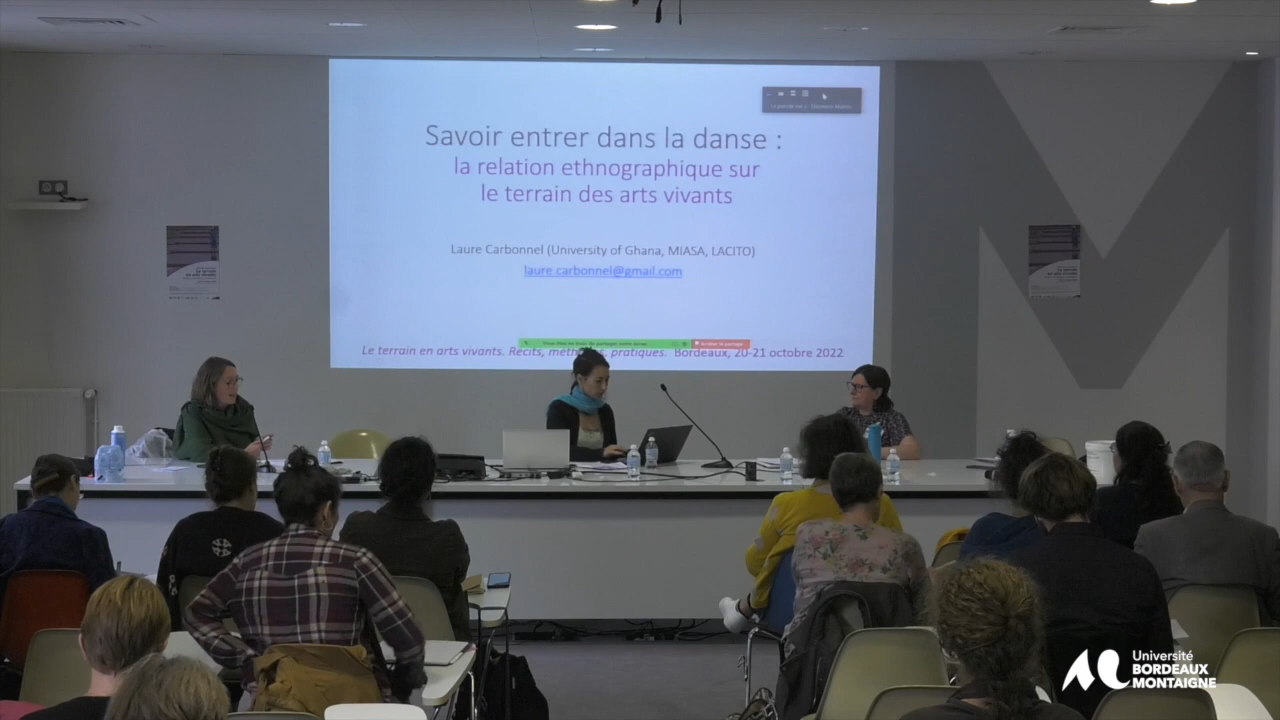 Savoir entrer dans la danse :
la relation ethnographique sur
le terrain des arts vivants
Laure Carbonnel (University of Ghana, MIASA, LACITO)
laure.carbonnel@gmail.com
Le terrain en arts vivants. Récits, méthodes, pratiques. Bordeaux, 20-21 octobre 2022
Université
BORDEAUX
MONTAIGNE